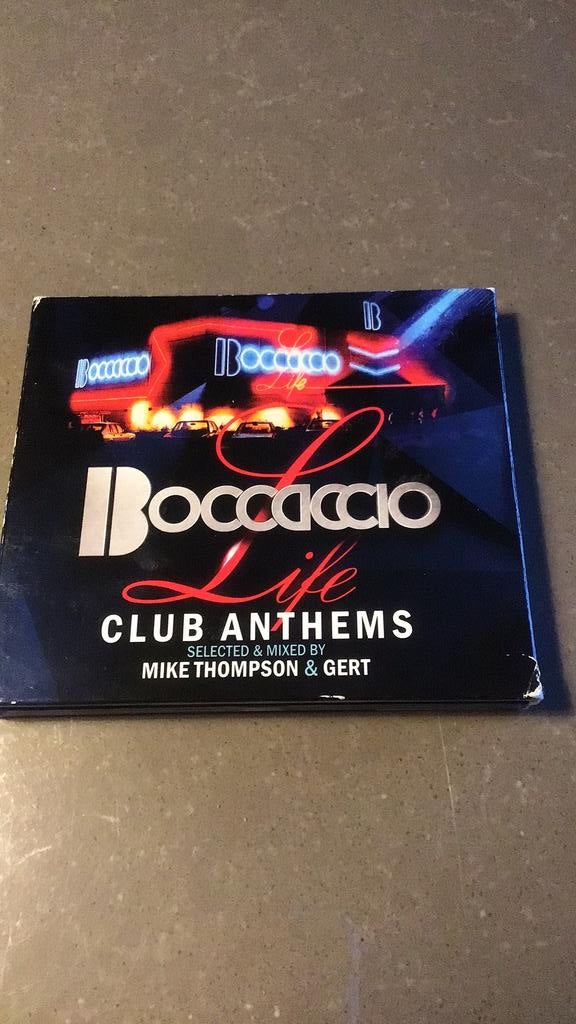 B
Boccaccio
Boccaccio
Life
Boccaccio
Life
CLUB ANTHEMS
SELECTED & MIXED BY
MIKE THOMPSON & GERT